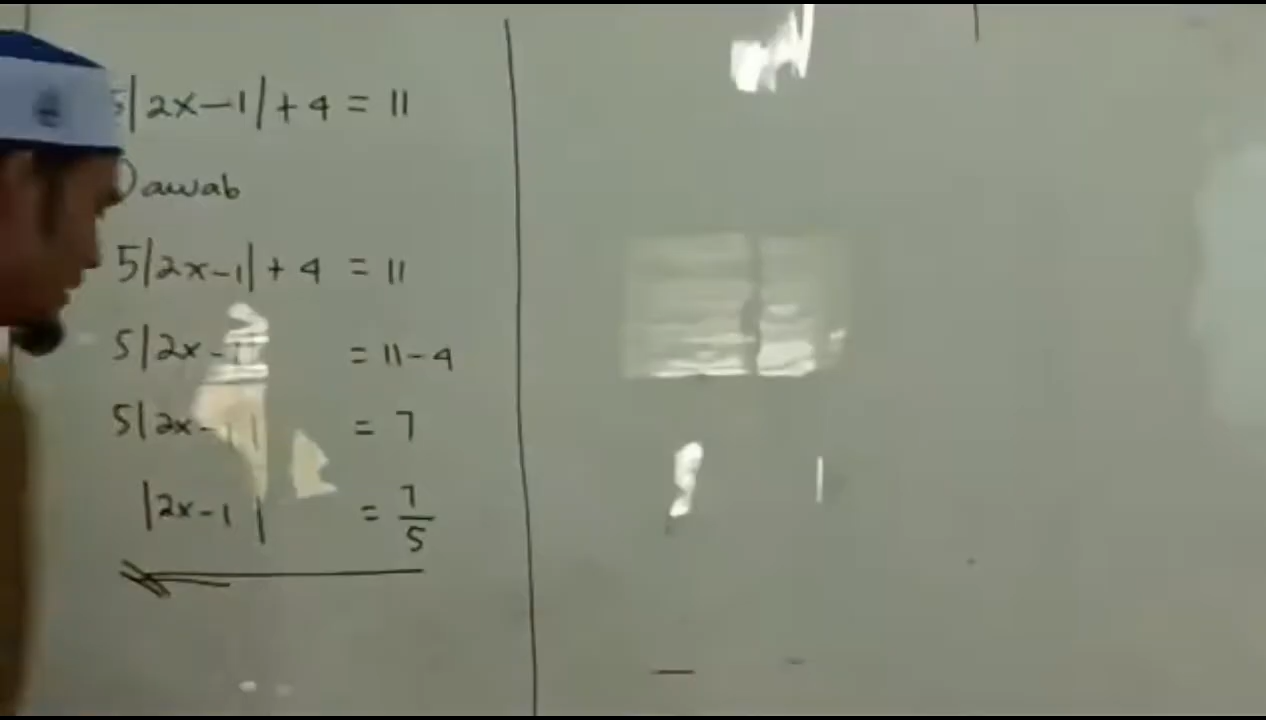 5|2x-1|+4 = 11
Jawab
5|2x-1|+4 = 11
5|2x-1| = 11-4
5|2x-1| = 7
|2x-1| = 7/5